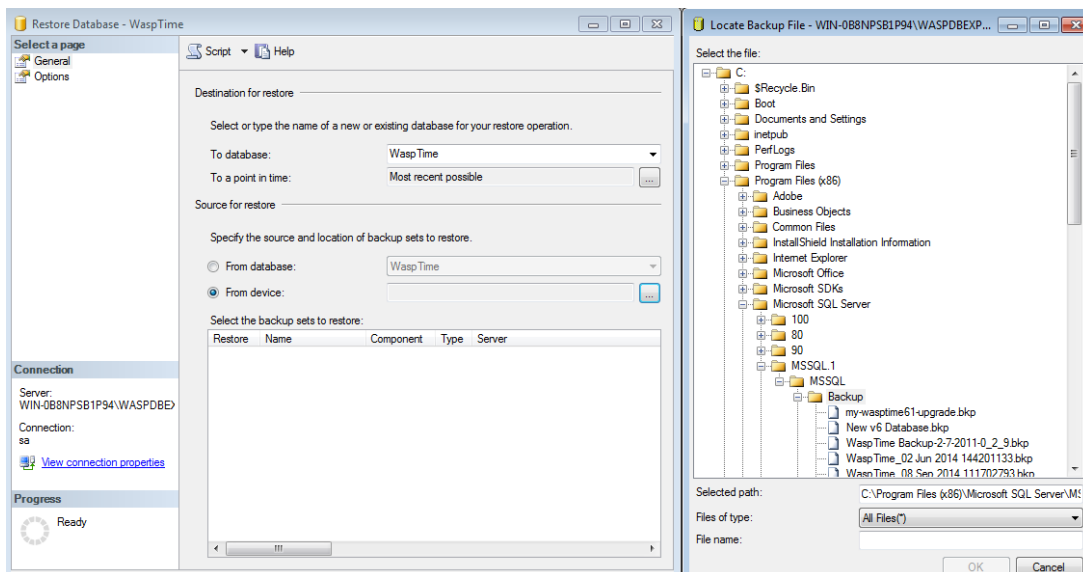 Restore Database - WaspTime
Select a page
General
Options
Script
Help
Destination for restore
Select or type the name of a new or existing database for your restore operation.
To database:
WaspTime
To a point in time:
Most recent possible
...
Source for restore
Specify the source and location of backup sets to restore.
From database:
WaspTime
From device:
...
Select the backup sets to restore:
Restore Name Component Type Server
Connection
Server:
WIN-0B8NPSB1P94\WASPDBEX
Connection:
sa
View connection properties
Progress
Ready
Locate Backup File - WIN-0B8NPSB1P94\WASPDBEXP...
Select the file:
C:
$Recycle.Bin
Boot
Documents and Settings
inetpub
PerfLogs
Program Files
Program Files (x86)
Adobe
Business Objects
Common Files
InstallShield Installation Information
Internet Explorer
Microsoft Office
Microsoft SDKs
Microsoft SQL Server
100
80
90
MSSQL.1
MSSQL
Backup
my-wasptime61-upgrade.bkp
New v6 Database.bkp
WaspTime Backup-2-7-2011-0_2_9.bkp
WaspTime_02 Jun 2014 144201133.bkp
WaspTime_08 Sep 2014 111702793.bkp
Selected path:
C:\Program Files (x86)\Microsoft SQL Server\MS
Files of type:
All Files(*)
File name:
OK
Cancel